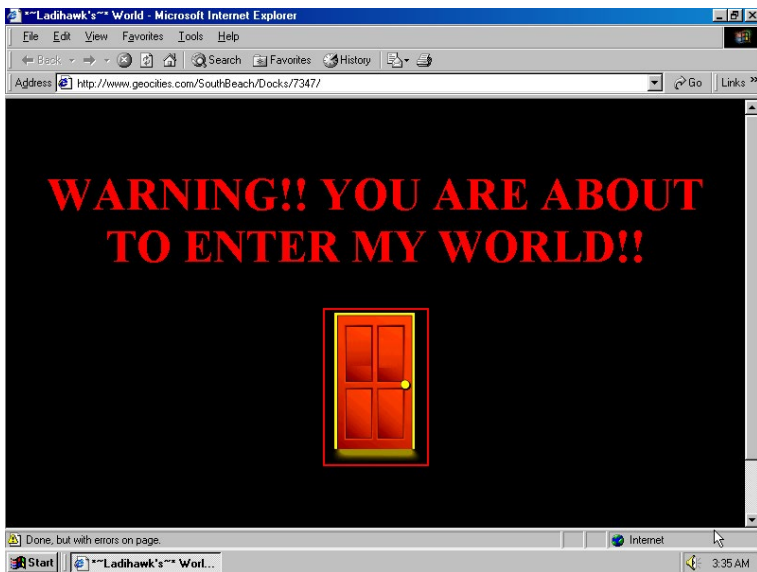 *~Ladihawk's~* World - Microsoft Internet Explorer
File Edit View Favorites Tools Help
Back Search Favorites History
Address http://www.geocities.com/SouthBeach/Docks/7347/ Go Links »
WARNING!! YOU ARE ABOUT
TO ENTER MY WORLD!!
Done, but with errors on page. Internet
Start *~Ladihawk's~* Worl... 3:35 AM